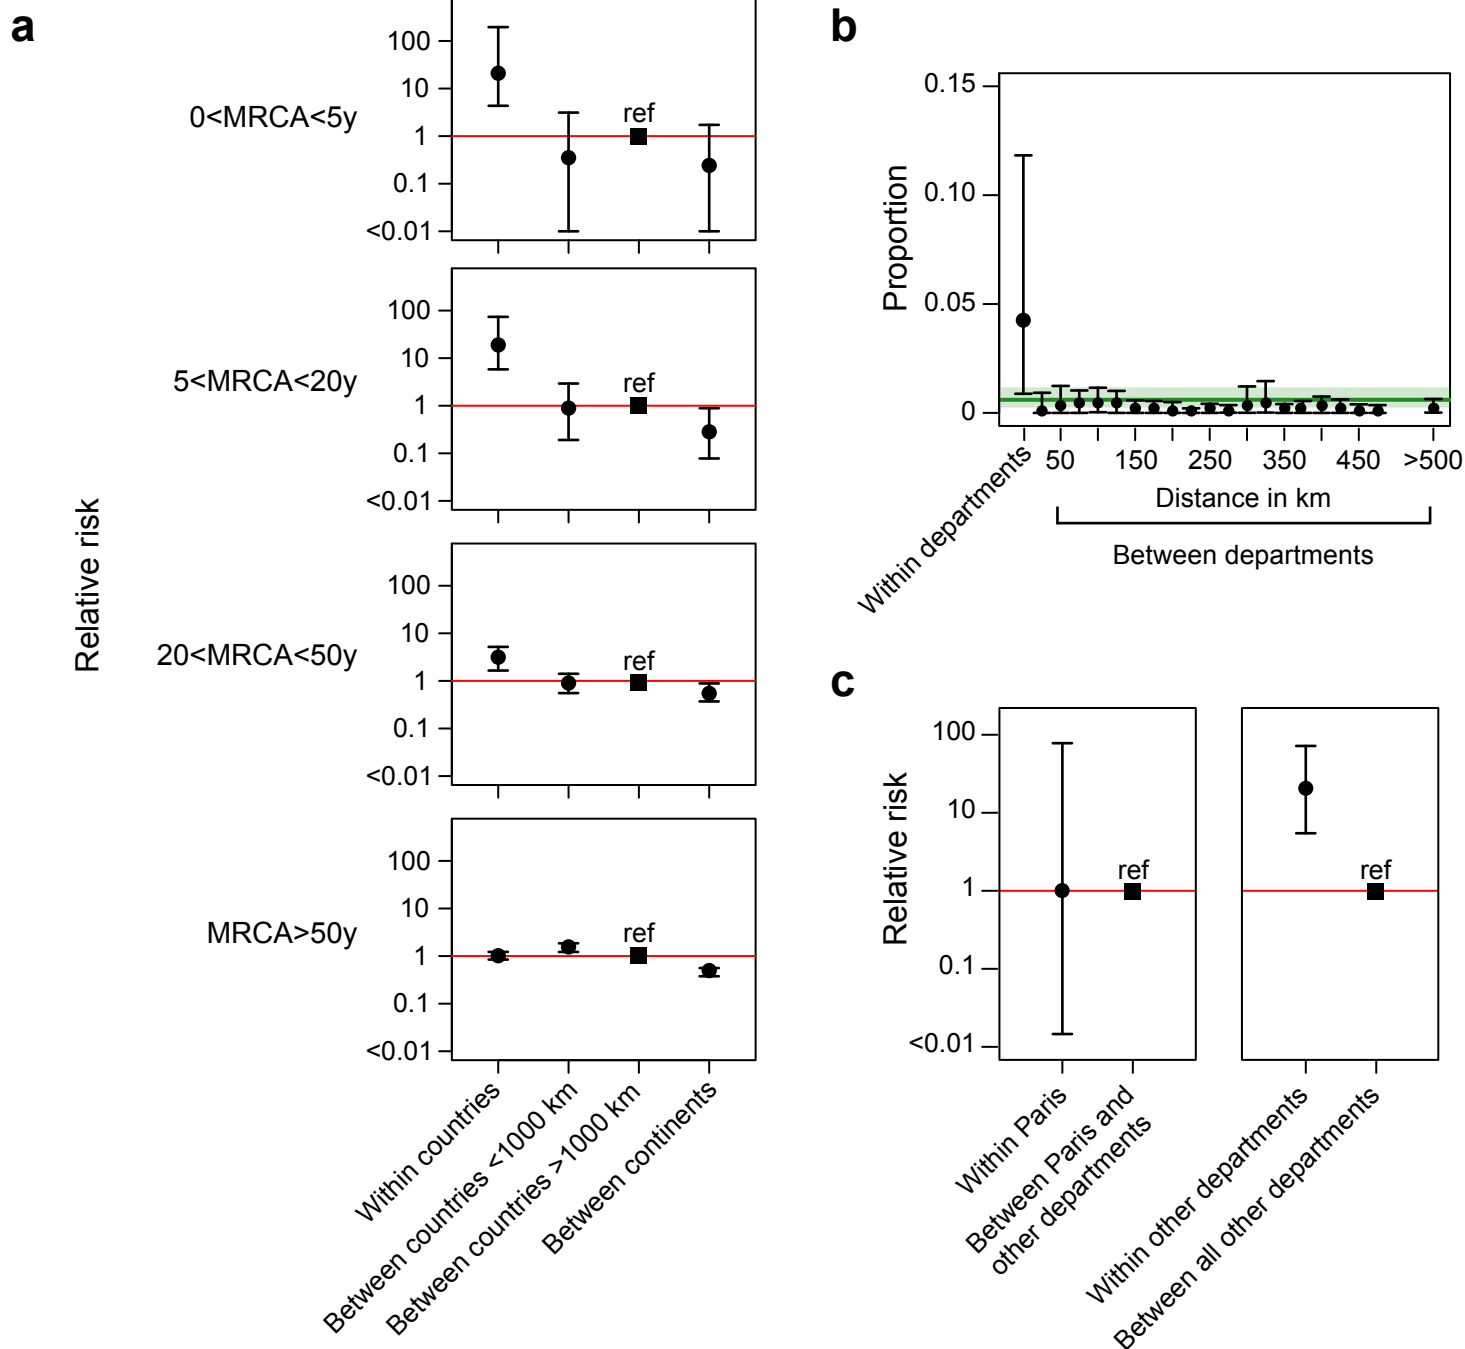 a
Relative risk
0<MRCA<5y
100
10
1
0.1
<0.01
ref
5<MRCA<20y
100
10
1
0.1
<0.01
ref
20<MRCA<50y
100
10
1
0.1
<0.01
ref
MRCA>50y
100
10
1
0.1
<0.01
ref
Within countries
Between countries <1000 km
Between countries >1000 km
Between continents
b
Proportion
0.15
0.10
0.05
0
Within departments
50 150 250 350 450 >500
Distance in km
Between departments
c
Relative risk
100
10
1
0.1
<0.01
ref
ref
Within Paris
Between Paris and
other departments
Within other departments
Between all other departments